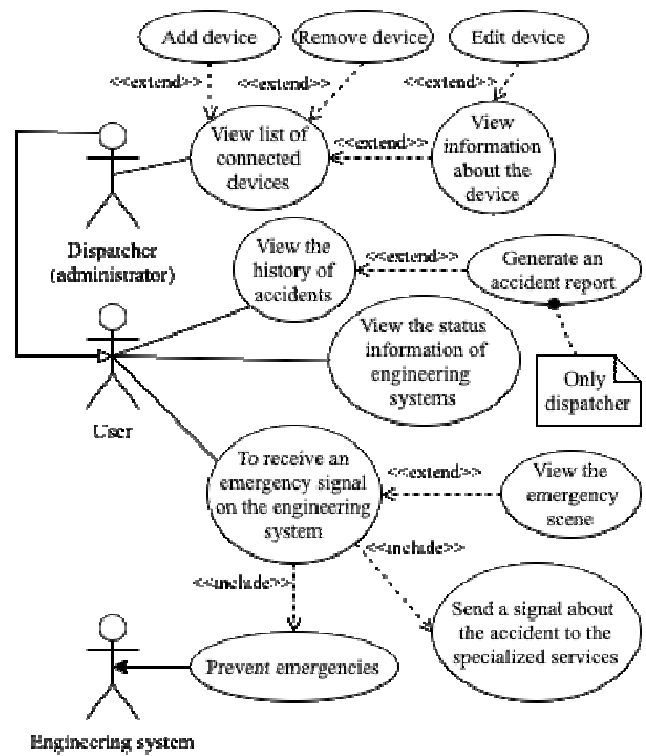 Add device
Remove device
Edit device
<<extend>>
<<extend>>
<<extend>>
View list of
connected
devices
<<extend>>
View
information
about the
device
Dispatcher
(administrator)
View the
history of
accidents
<<extend>>
Generate an
accident report
View the status
information of
engineering
systems
Only
dispatcher
User
To receive an
emergency signal
on the engineering
system
<<extend>>
View the
emergency
scene
<<include>>
<<include>>
Send a signal about
the accident to the
specialized services
Prevent emergencies
Engineering system